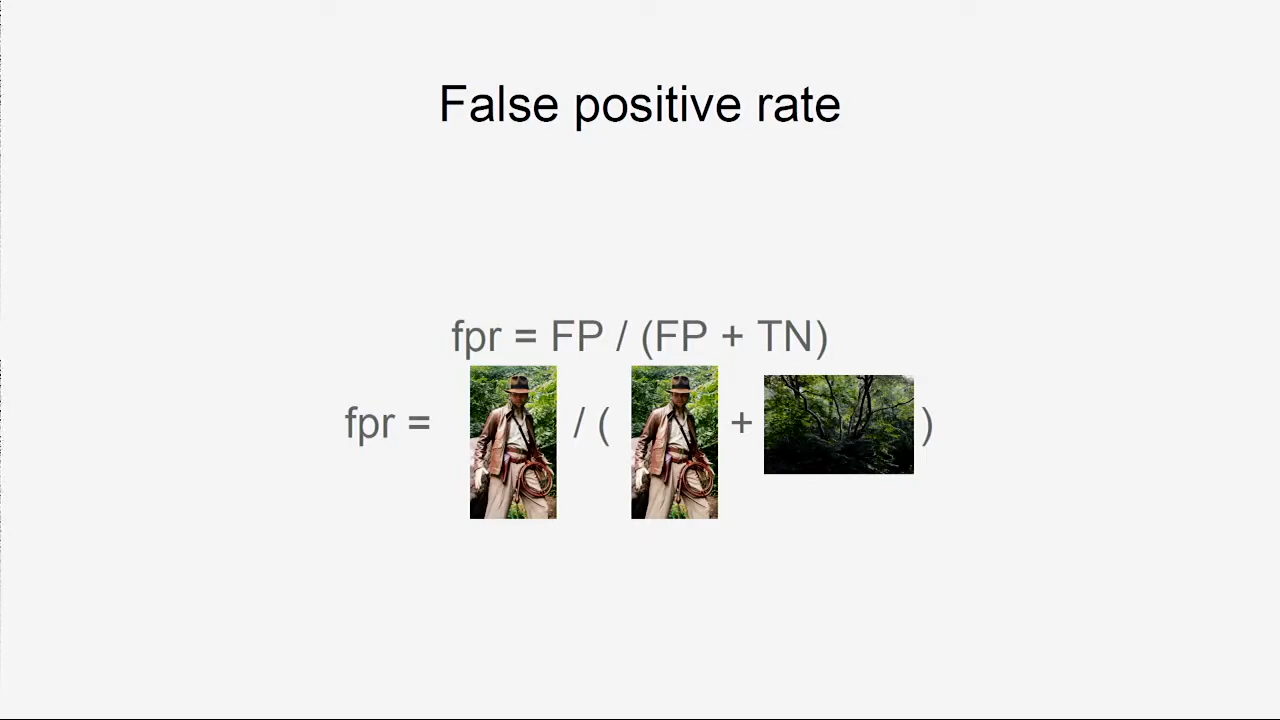 False positive rate
fpr = FP / (FP + TN)
fpr = / ( + )